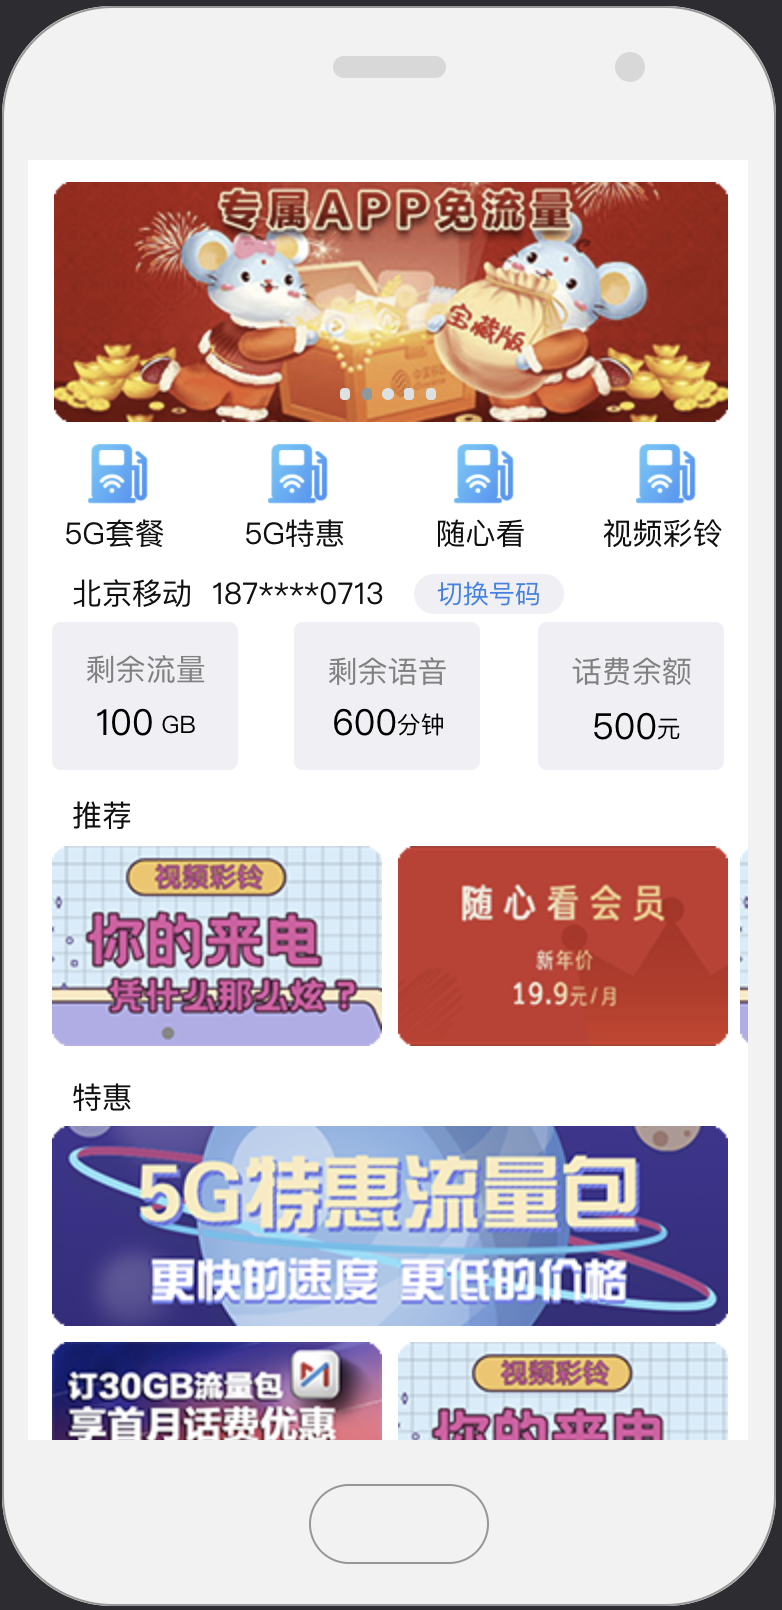 专属APP免流量
宝藏版
5G套餐
5G特惠
随心看
视频彩铃
北京移动 187****0713 切换号码
剩余流量
100 GB
剩余语音
600分钟
话费余额
500元
推荐
视频彩铃
你的来电
凭什么那么炫？
随心看会员
新年价
19.9元/月
特惠
5G特惠流量包
更快的速度 更低的价格
订30GB流量包
享首月话费优惠
视频彩铃
你的来电